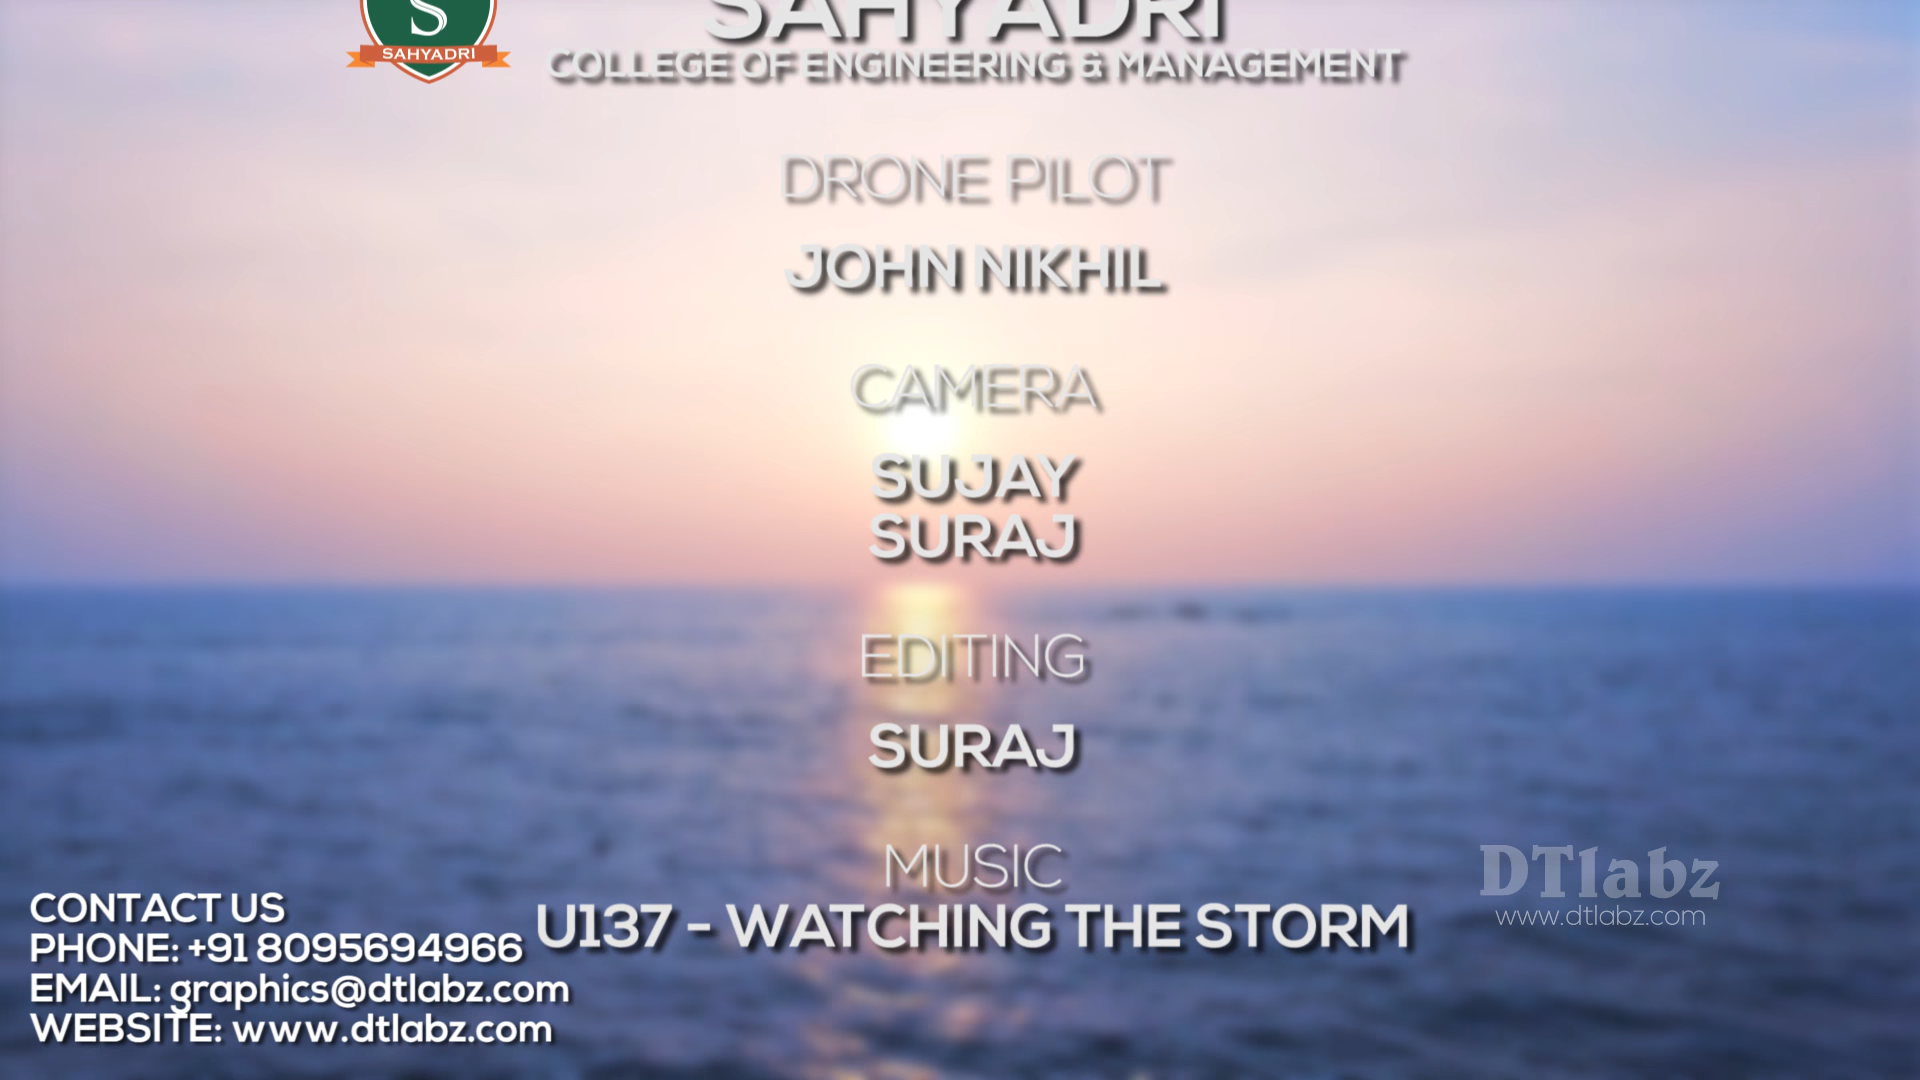 S
SAHYADRI
SAHYADRI
COLLEGE OF ENGINEERING & MANAGEMENT
DRONE PILOT
JOHN NIKHIL
CAMERA
SUJAY
SURAJ
EDITING
SURAJ
MUSIC
U137 - WATCHING THE STORM
DTlabz
www.dtlabz.com
CONTACT US
PHONE: +91 8095694966
EMAIL: graphics@dtlabz.com
WEBSITE: www.dtlabz.com